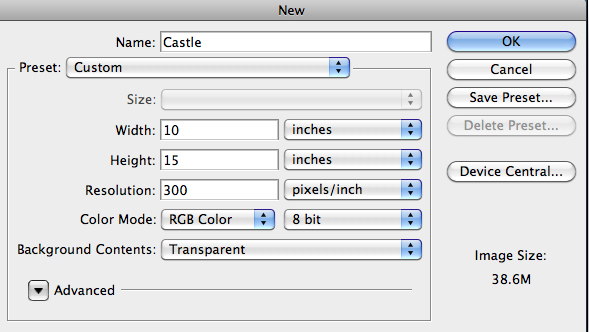 New
Name: Castle
OK
Preset: Custom
Cancel
Size:
Save Preset...
Width: 10 inches
Delete Preset...
Height: 15 inches
Resolution: 300 pixels/inch
Device Central...
Color Mode: RGB Color 8 bit
Background Contents: Transparent
Image Size:
38.6M
Advanced